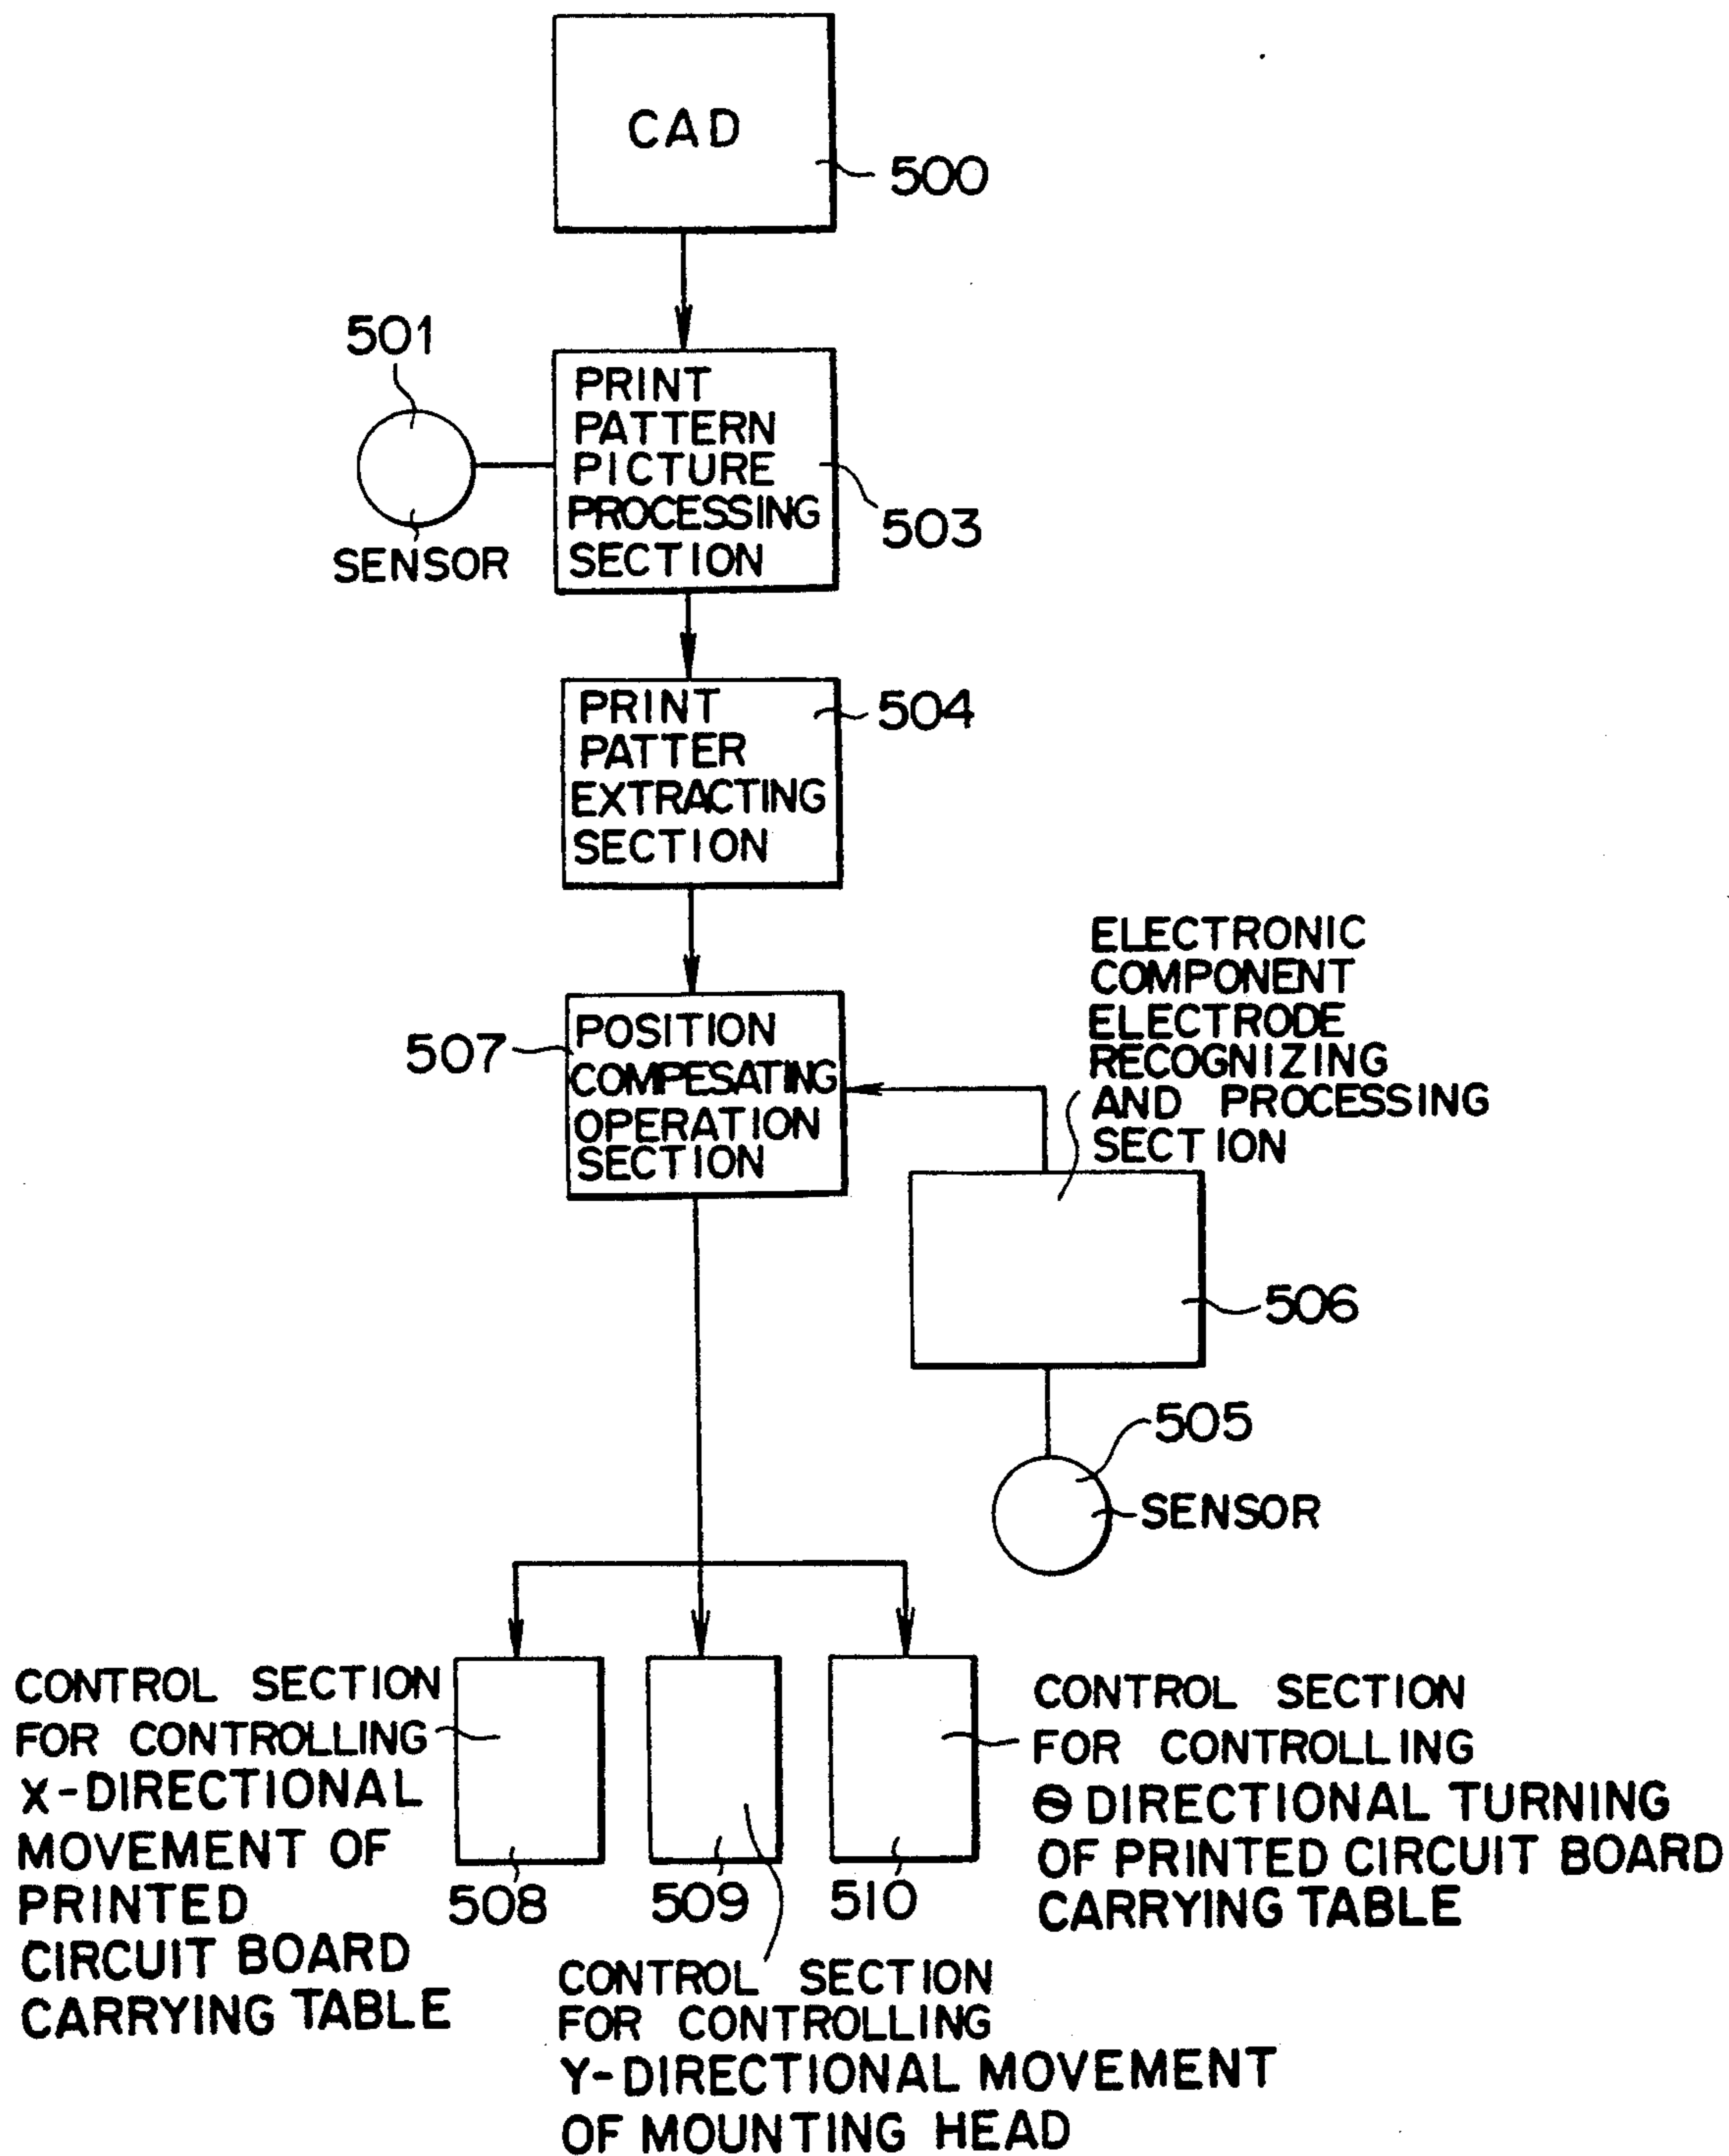 CAD
500
501
SENSOR
PRINT
PATTERN
PICTURE
PROCESSING
SECTION
503
PRINT
PATTER
EXTRACTING
SECTION
504
507
POSITION
COMPESATING
OPERATION
SECTION
ELECTRONIC
COMPONENT
ELECTRODE
RECOGNIZING
AND PROCESSING
SECTION
506
505
SENSOR
CONTROL SECTION
FOR CONTROLLING
X-DIRECTIONAL
MOVEMENT OF
PRINTED
CIRCUIT BOARD
CARRYING TABLE
508
509
510
CONTROL SECTION
FOR CONTROLLING
Y-DIRECTIONAL MOVEMENT
OF MOUNTING HEAD
CONTROL SECTION
FOR CONTROLLING
Θ DIRECTIONAL TURNING
OF PRINTED CIRCUIT BOARD
CARRYING TABLE